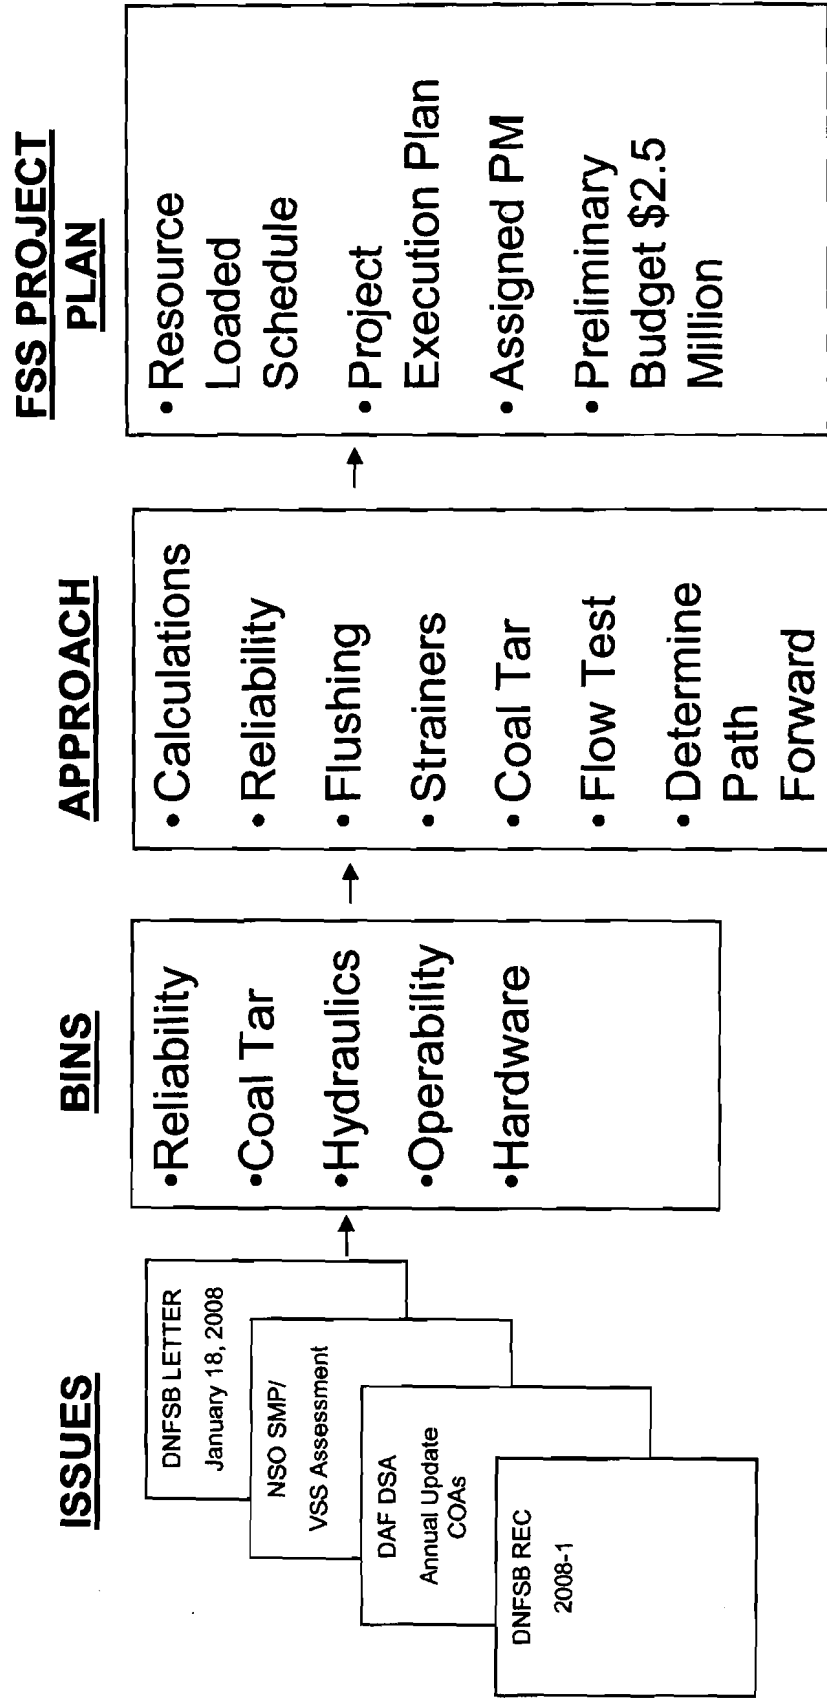 ISSUES
DNFSB LETTER
January 18, 2008
NSO SMP/
VSS Assessment
DAF DSA
Annual Update
COAs
DNFSB REC
2008-1
BINS
•Reliability
•Coal Tar
•Hydraulics
•Operability
•Hardware
APPROACH
• Calculations
• Reliability
• Flushing
• Strainers
• Coal Tar
• Flow Test
• Determine
Path
Forward
FSS PROJECT
PLAN
• Resource
Loaded
Schedule
• Project
Execution Plan
• Assigned PM
• Preliminary
Budget $2.5
Million